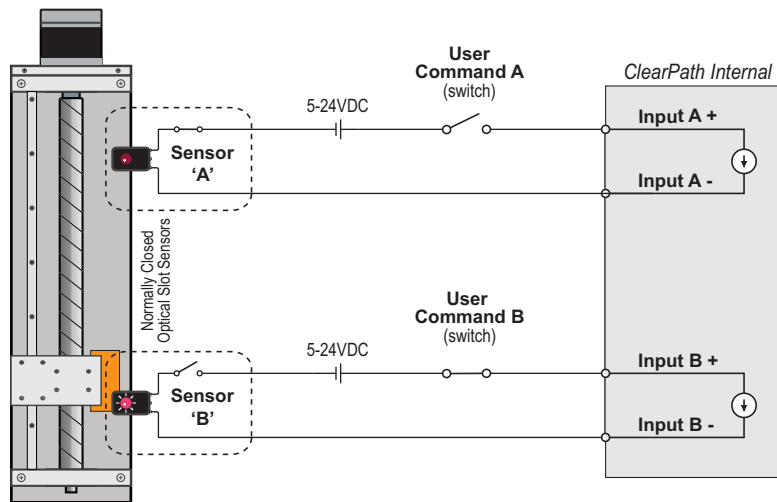 User
Command A
(switch)
ClearPath Internal
5-24VDC
Input A +
Sensor
‘A’
Input A -
Normally Closed
Optical Slot Sensors
User
Command B
(switch)
5-24VDC
Input B +
Sensor
‘B’
Input B -